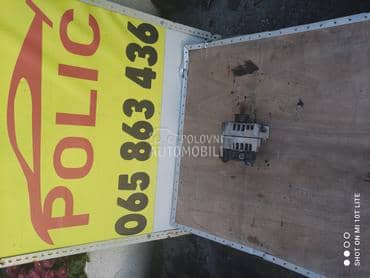 POLIC
065 863 436
POLOVNI
AUTOMOBILI
SHOT ON MI 10T LITE